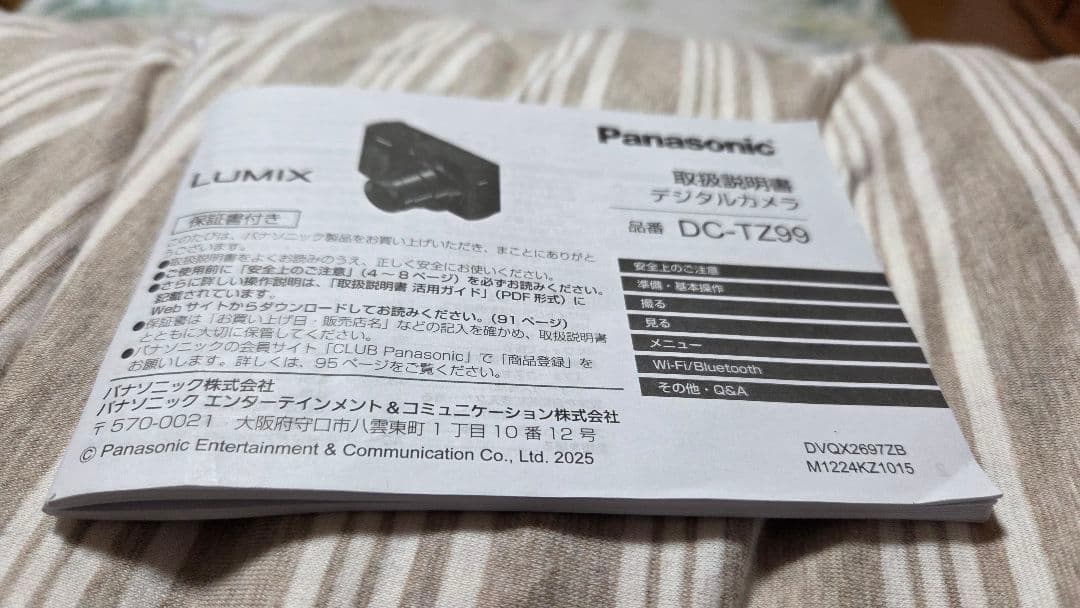 Panasonic
LUMIX
取扱説明書
デジタルカメラ
品番 DC-TZ99
保証書付き
このたびは、パナソニック製品をお買い上げいただき、まことにありがと
うございます。
●取扱説明書をよくお読みのうえ、正しく安全にお使いください。
●ご使用前に「安全上のご注意」(4～8ページ)を必ずお読みください。
●さらに詳しい操作説明は、「取扱説明書 活用ガイド」(PDF形式)に
記載されています。
Webサイトからダウンロードしてお読みください。(91ページ)
●保証書は「お買い上げ日・販売店名」などの記入を確かめ、取扱説明書
とともに大切に保管してください。
●パナソニックの会員サイト「CLUB Panasonic」で「商品登録」を
お願いします。詳しくは、95ページをご覧ください。
安全上のご注意
準備・基本操作
撮る
見る
メニュー
Wi-Fi/Bluetooth
その他・Q&A
パナソニック株式会社
パナソニック エンターテインメント＆コミュニケーション株式会社
〒570-0021 大阪府守口市八雲東町1丁目10番12号
© Panasonic Entertainment & Communication Co., Ltd. 2025
DVQX2697ZB
M1224KZ1015